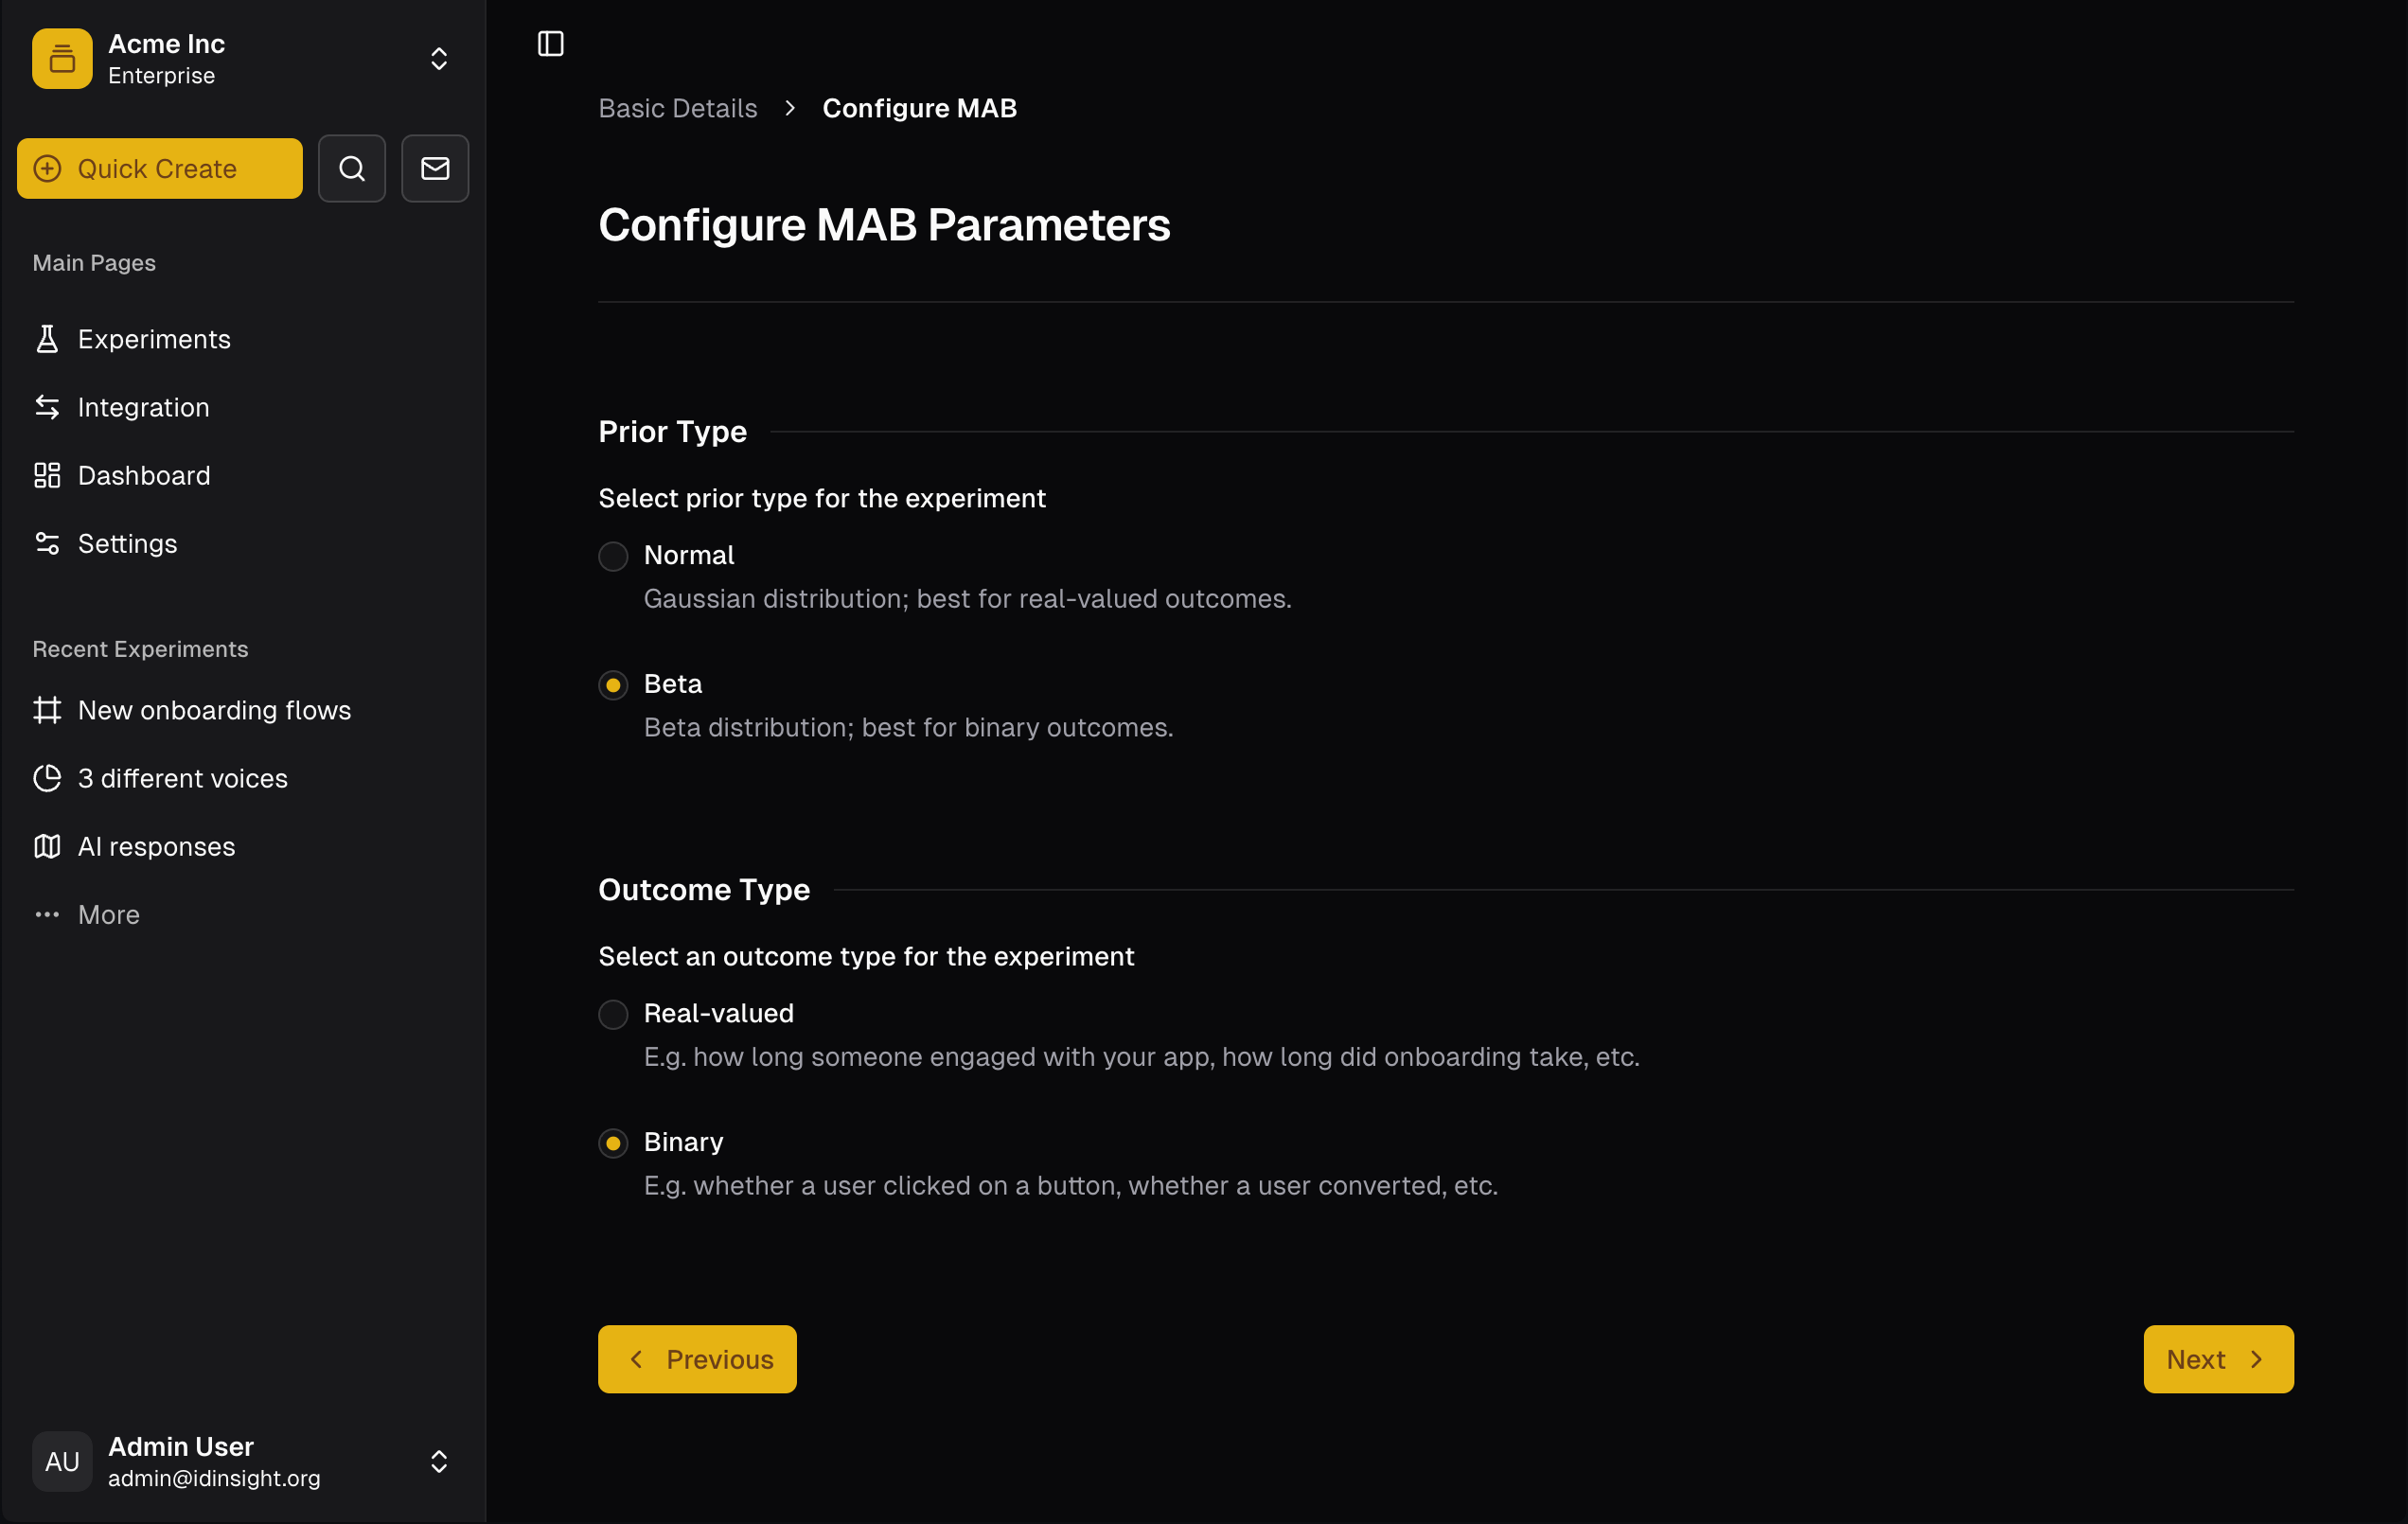 Acme Inc
Enterprise
Quick Create
Main Pages
Experiments
Integration
Dashboard
Settings
Recent Experiments
New onboarding flows
3 different voices
AI responses
More
AU
Admin User
admin@idinsight.org
Basic Details
Configure MAB
Configure MAB Parameters
Prior Type
Select prior type for the experiment
Normal
Gaussian distribution; best for real-valued outcomes.
Beta
Beta distribution; best for binary outcomes.
Outcome Type
Select an outcome type for the experiment
Real-valued
E.g. how long someone engaged with your app, how long did onboarding take, etc.
Binary
E.g. whether a user clicked on a button, whether a user converted, etc.
Previous
Next